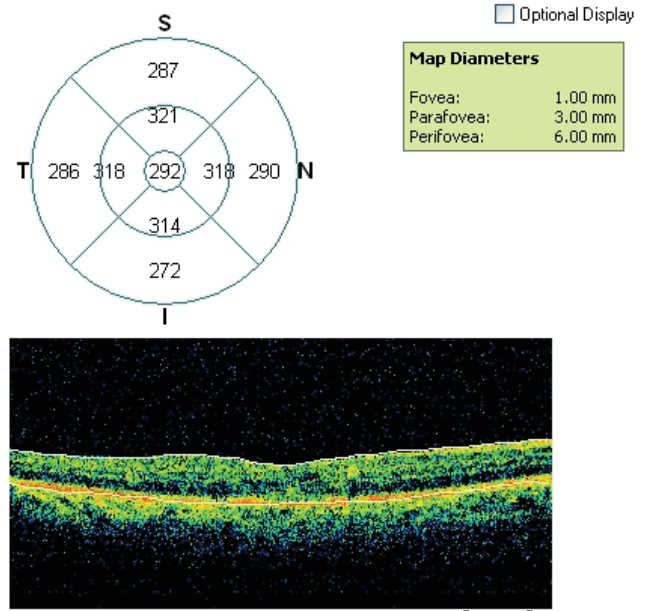 Optional Display
S
287
321
T 286 318 292 318 290 N
314
272
I
Map Diameters
Fovea: 1.00 mm
Parafovea: 3.00 mm
Perifovea: 6.00 mm